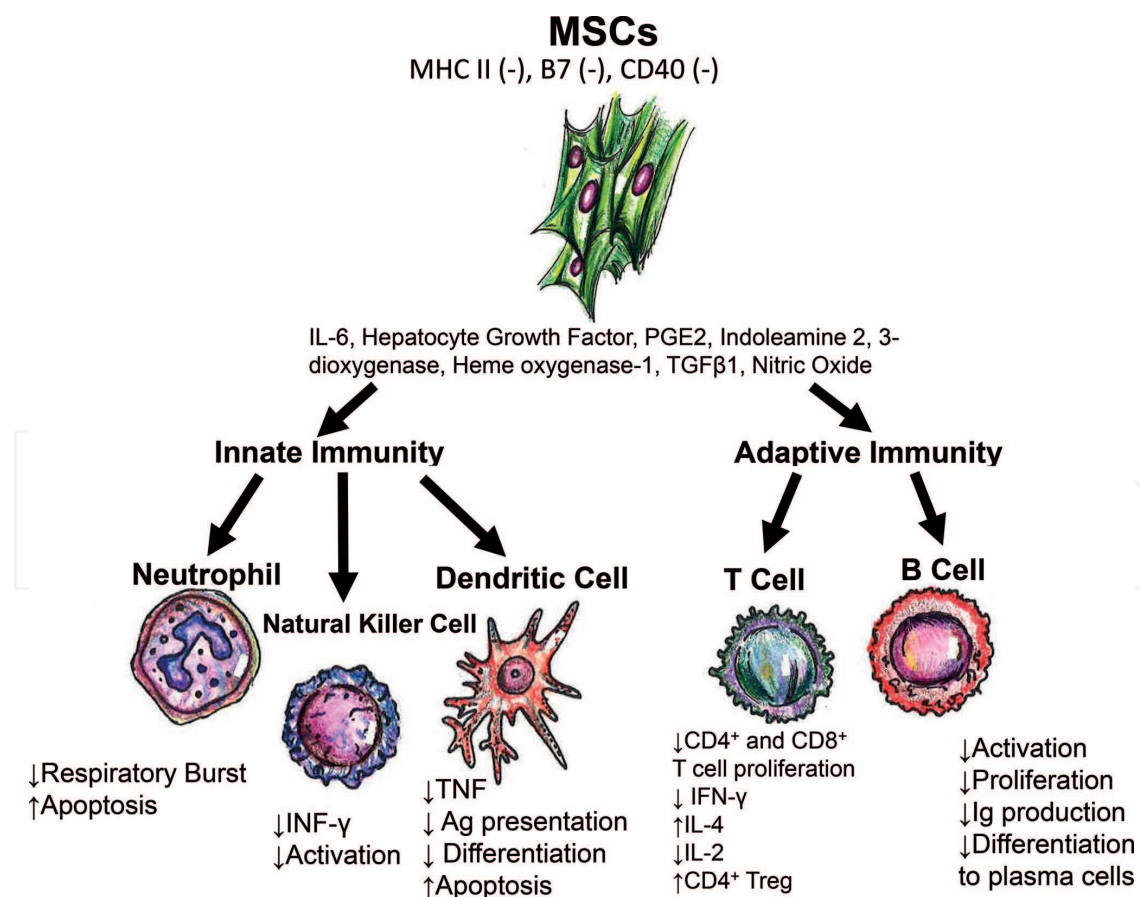 MSCs
MHC II (-), B7 (-), CD40 (-)
IL-6, Hepatocyte Growth Factor, PGE2, Indoleamine 2, 3-
dioxygenase, Heme oxygenase-1, TGFβ1, Nitric Oxide
Innate Immunity
Adaptive Immunity
Neutrophil
Natural Killer Cell
Dendritic Cell
T Cell
B Cell
↓Respiratory Burst
↑Apoptosis
↓INF-γ
↓Activation
↓TNF
↓ Ag presentation
↓ Differentiation
↑Apoptosis
↓CD4⁺ and CD8⁺
T cell proliferation
↓ IFN-γ
↑IL-4
↓IL-2
↑CD4⁺ Treg
↓Activation
↓Proliferation
↓Ig production
↓Differentiation
to plasma cells